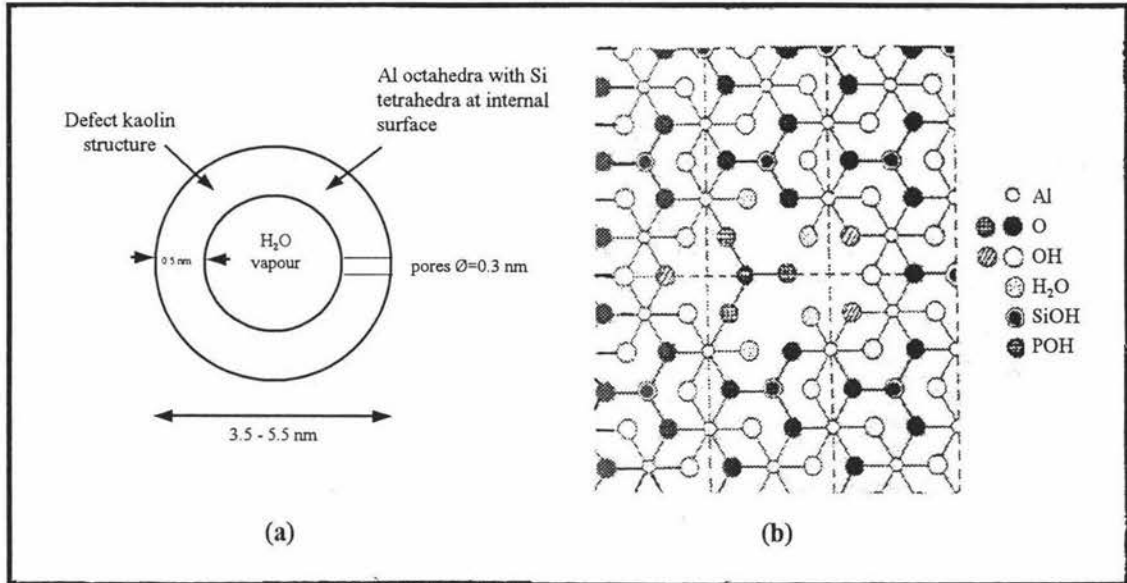 Al octahedra with Si
tetrahedra at internal
surface
Defect kaolin
structure
H₂O
vapour
0.5 nm
pores Ø=0.3 nm
3.5 - 5.5 nm
(a)
Al
O
OH
H₂O
SiOH
POH
(b)